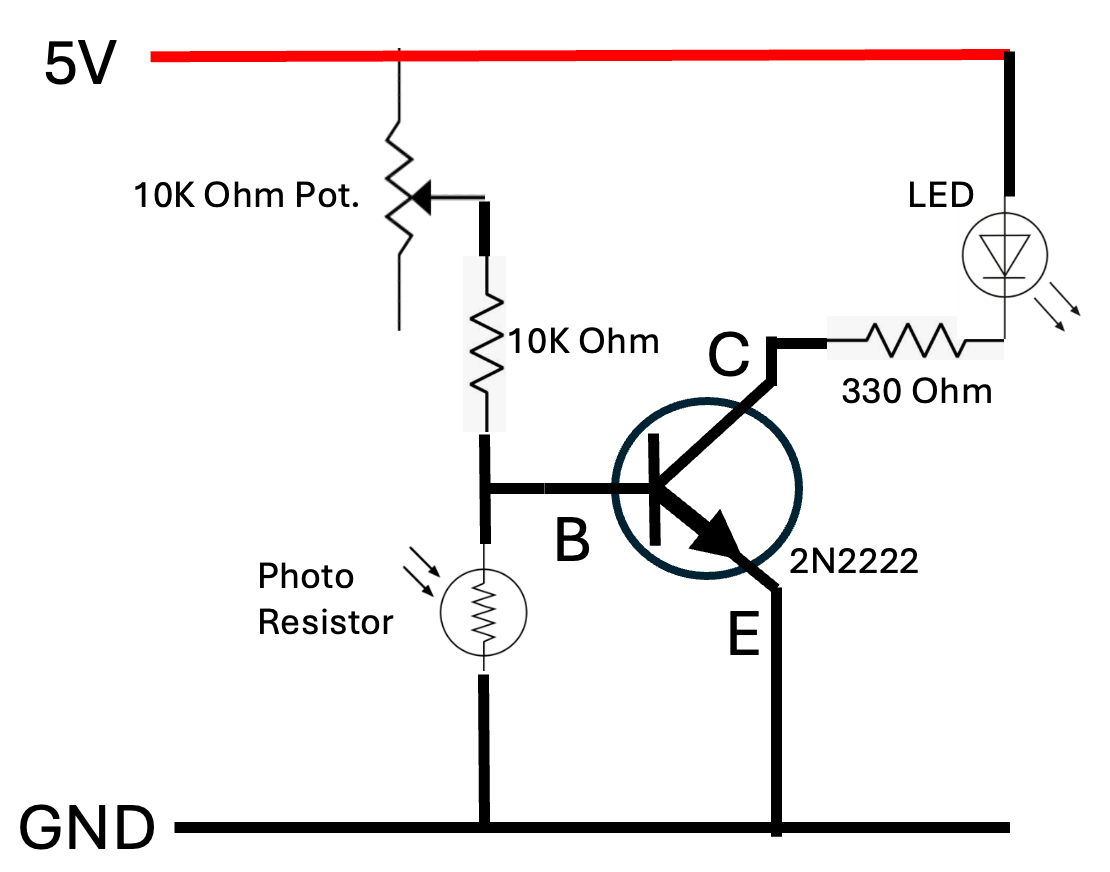 5V
10K Ohm Pot.
LED
10K Ohm
C
330 Ohm
B
2N2222
Photo
Resistor
E
GND